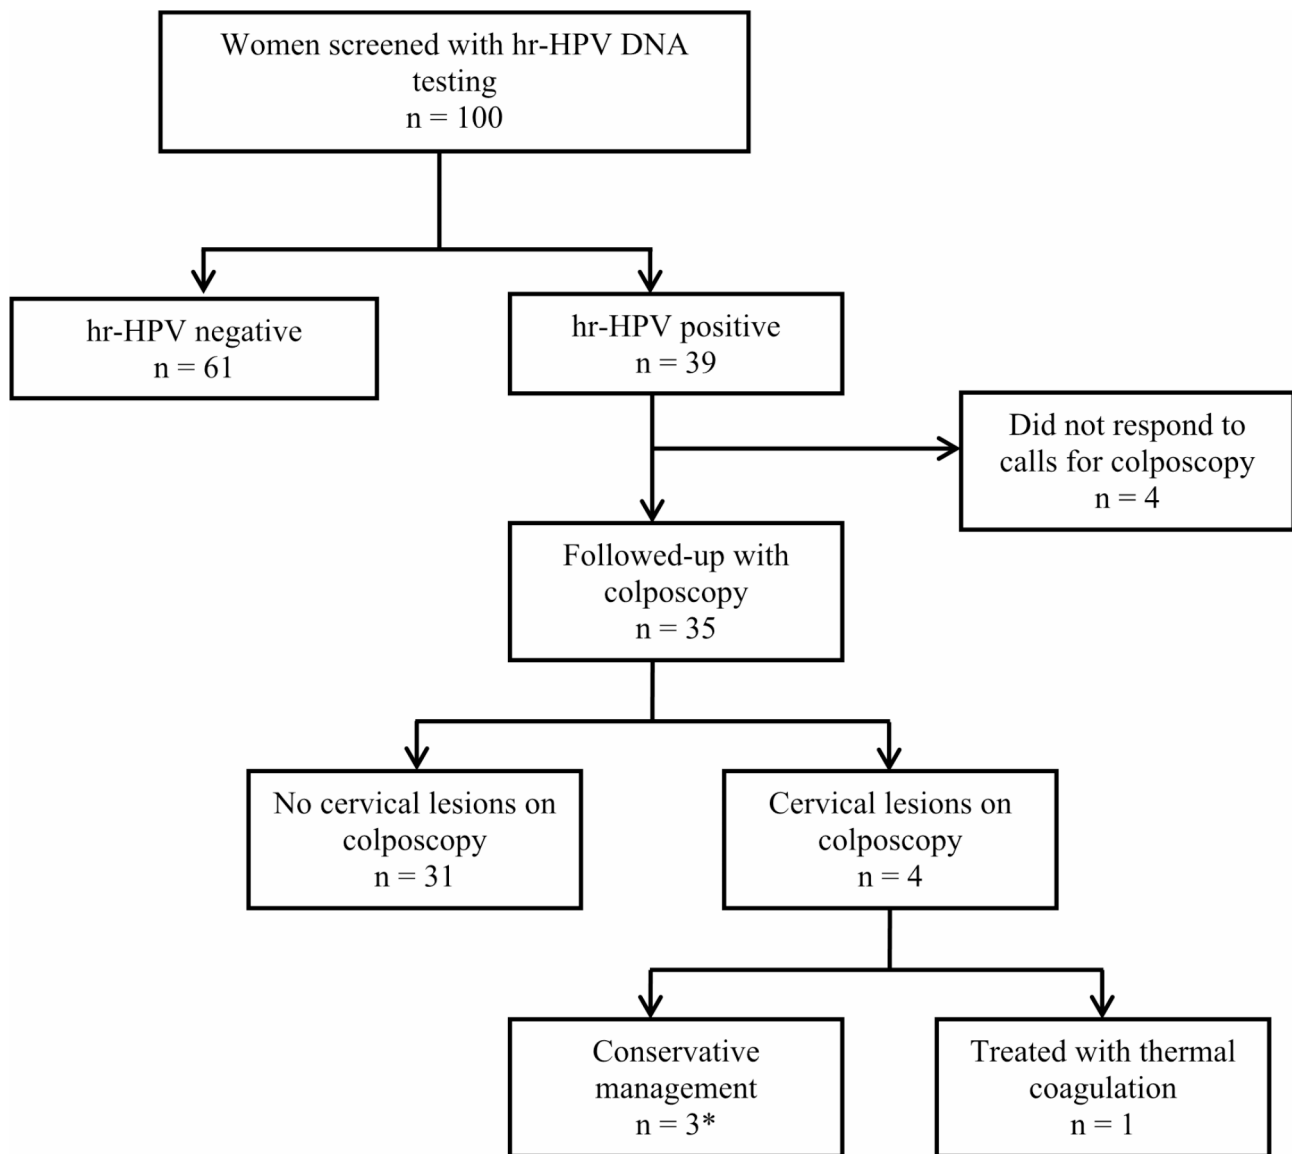 Women screened with hr-HPV DNA
testing
n = 100
hr-HPV negative
n = 61
hr-HPV positive
n = 39
Did not respond to
calls for colposcopy
n = 4
Followed-up with
colposcopy
n = 35
No cervical lesions on
colposcopy
n = 31
Cervical lesions on
colposcopy
n = 4
Conservative
management
n = 3*
Treated with thermal
coagulation
n = 1